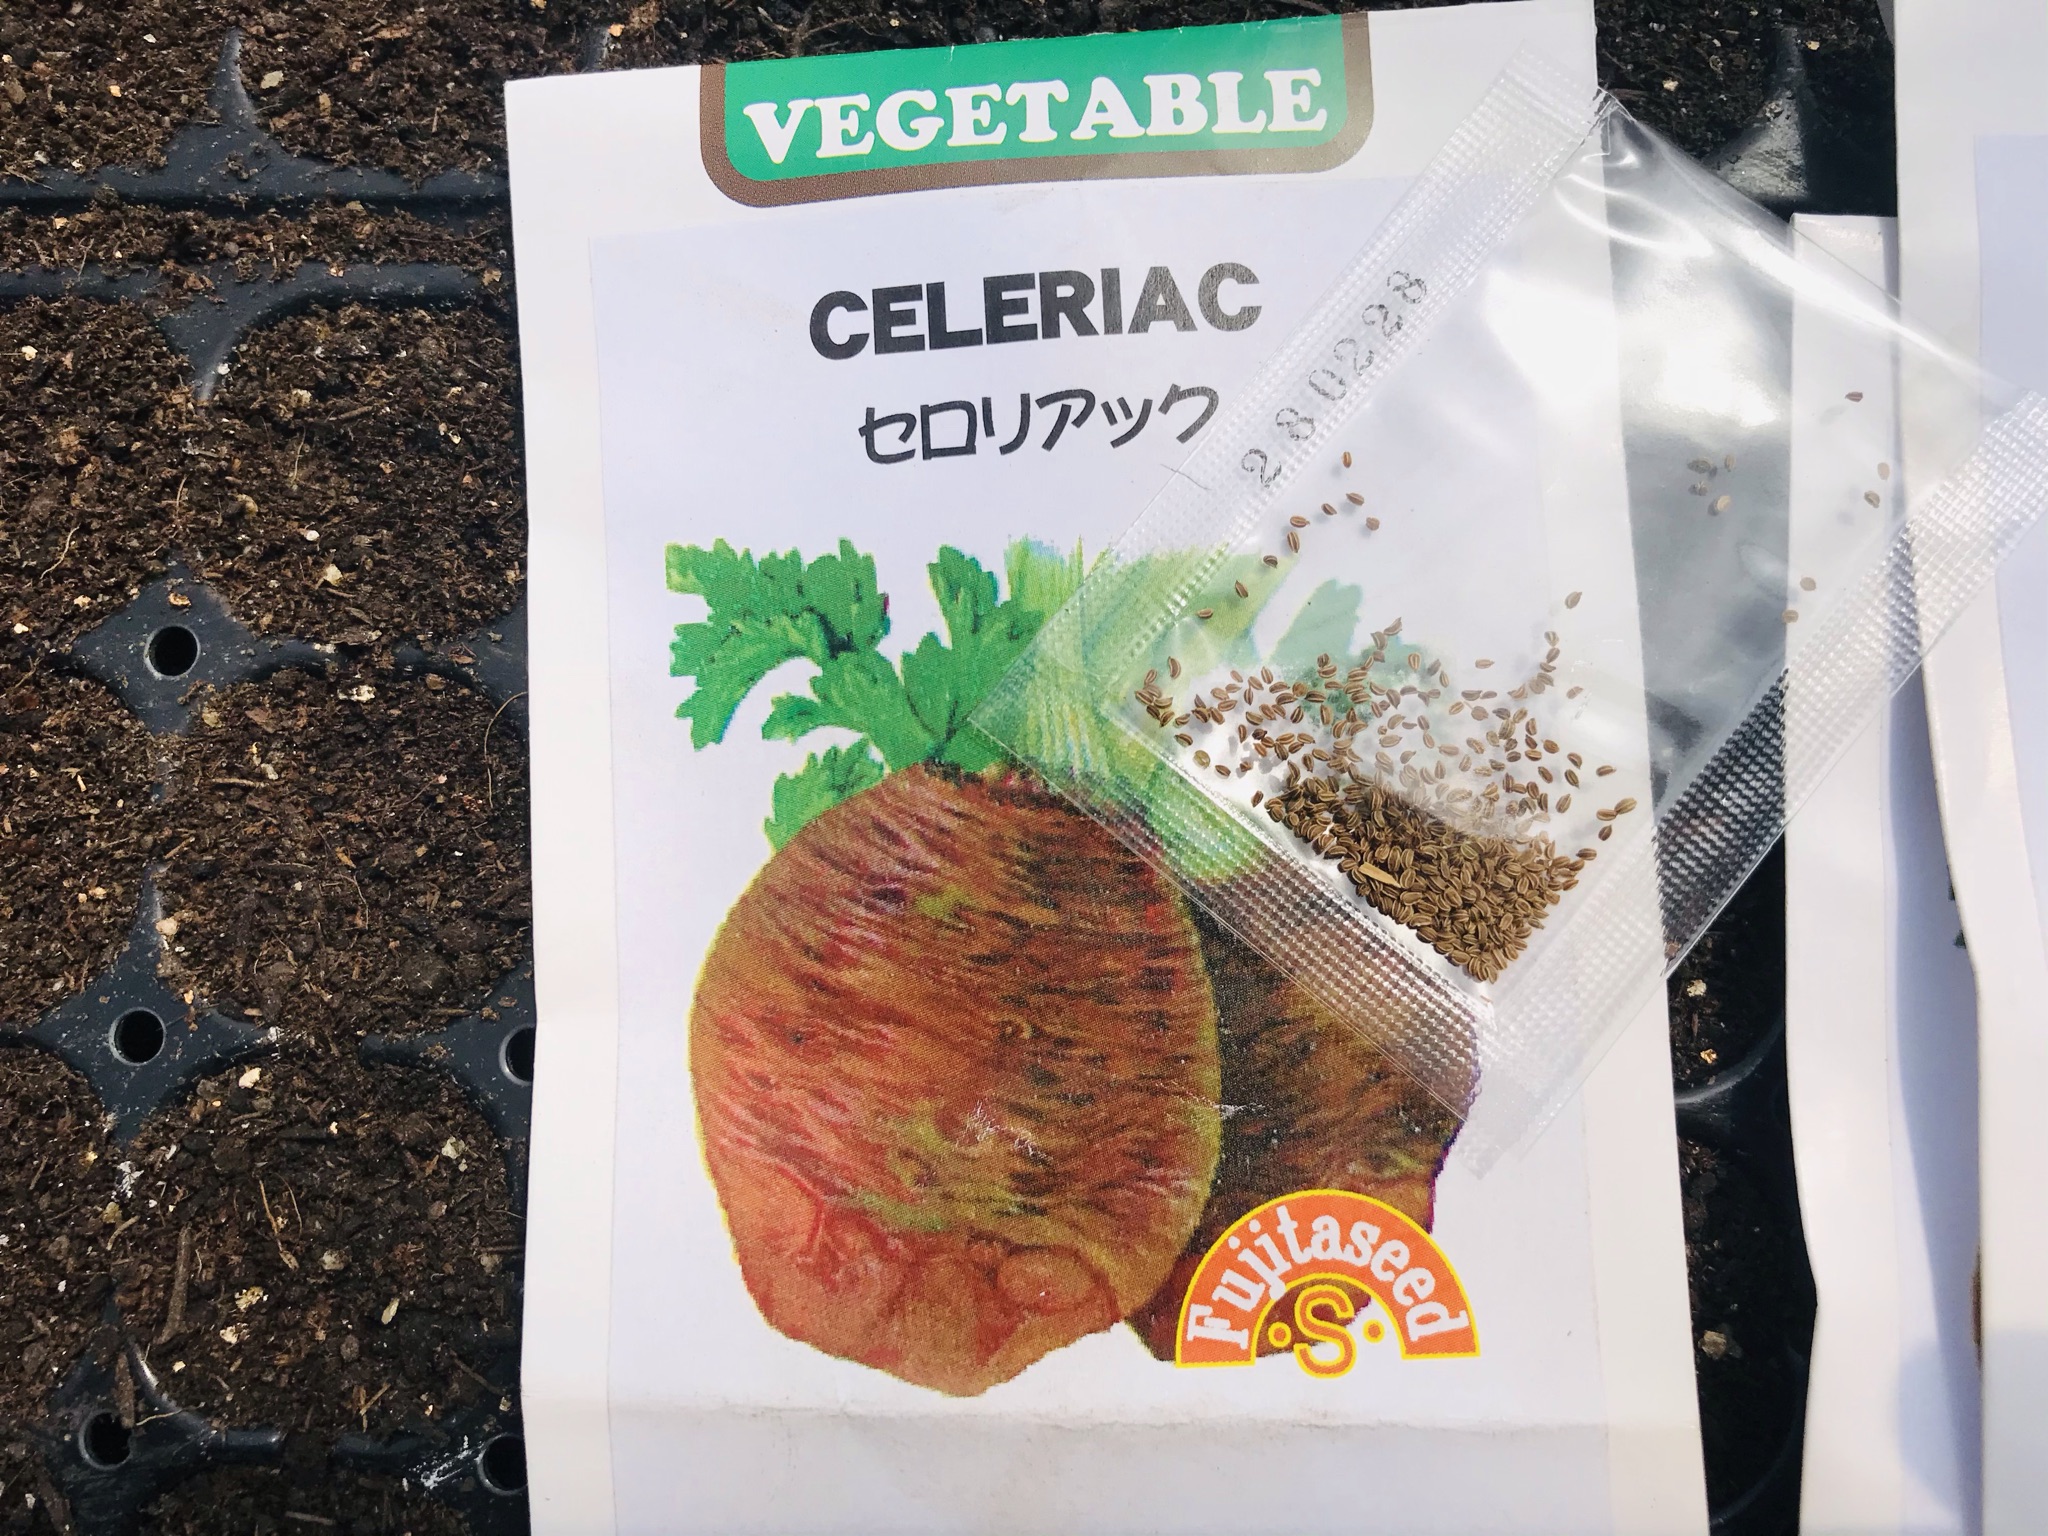 VEGETABLE
CELERIAC
セロリアック
280228
Fujitaseed
S